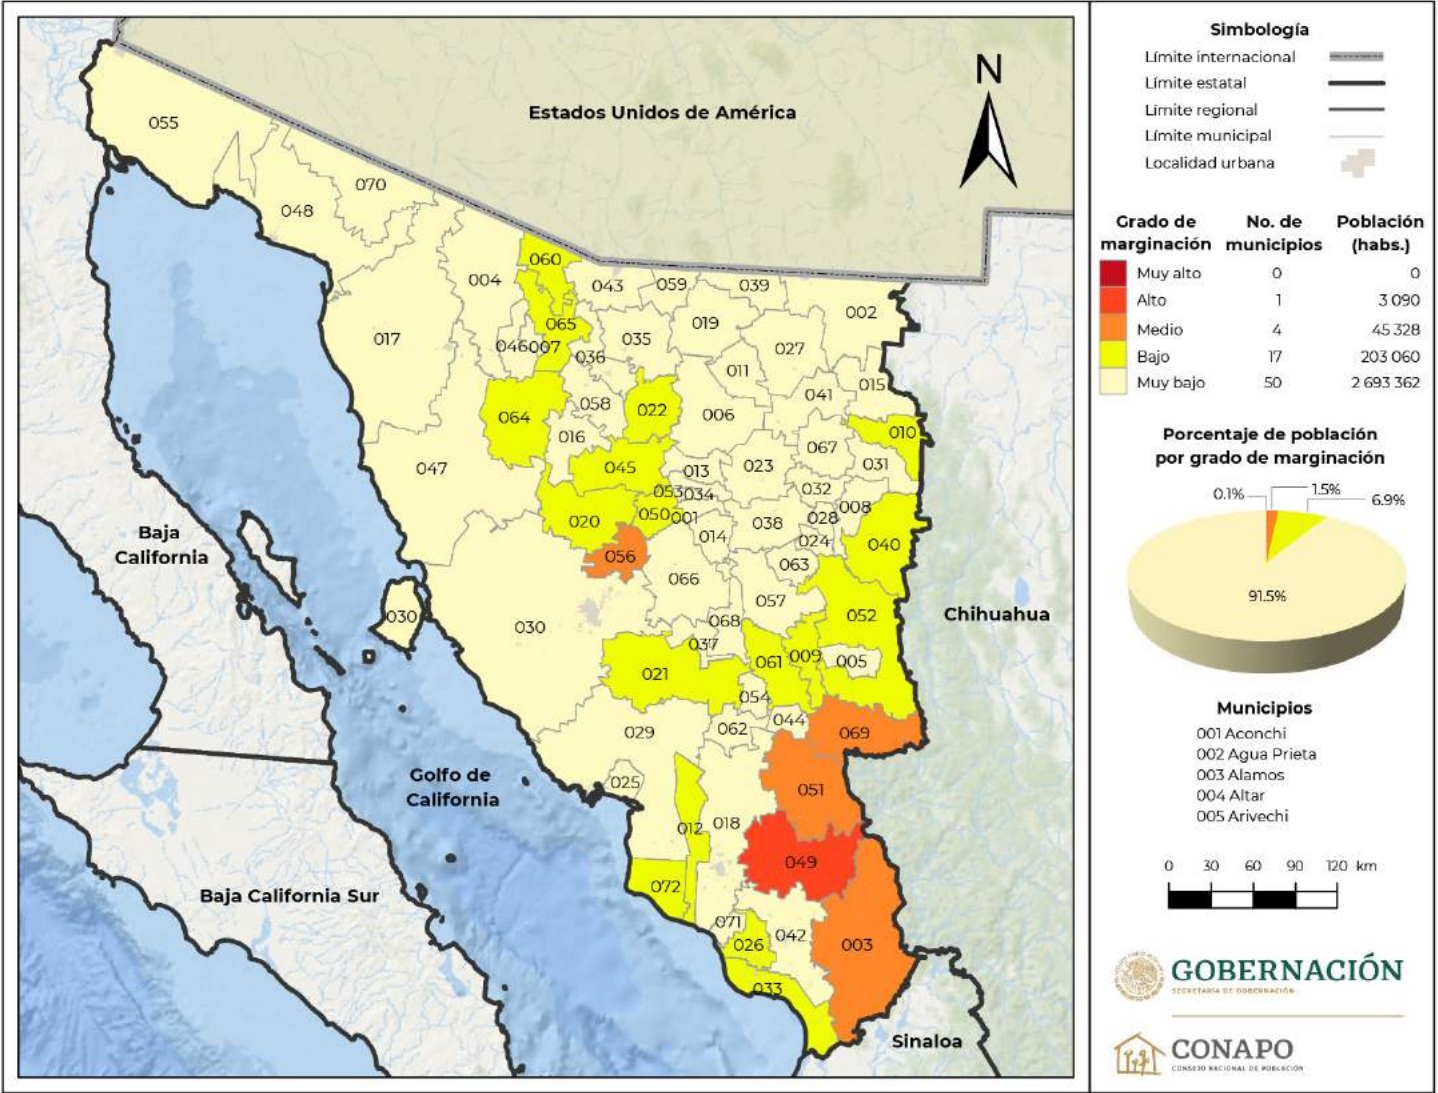 055
070
048
060
004
043
059
039
002
065
019
017
046
007
036
035
027
011
015
041
058
064
022
006
010
016
067
047
045
013
023
031
053
034
032
008
050
001
020
028
038
040
014
024
056
063
066
057
052
030
030
068
037
061
009
005
021
054
044
029
062
069
025
051
012
018
049
072
071
026
042
003
033
Estados Unidos de América
N
Baja
California
Chihuahua
Golfo de
California
Baja California Sur
Sinaloa
Simbología
Límite internacional
Límite estatal
Límite regional
Límite municipal
Localidad urbana
Grado de No. de Población
marginación municipios (habs.)
Muy alto 0 0
Alto 1 3 090
Medio 4 45 328
Bajo 17 203 060
Muy bajo 50 2 693 362
Porcentaje de población
por grado de marginación
0.1% 1.5%
6.9%
91.5%
Municipios
001 Aconchi
002 Agua Prieta
003 Alamos
004 Altar
005 Arivechi
0 30 60 90 120 km
GOBERNACIÓN
SECRETARÍA DE GOBERNACIÓN
CONAPO
CONSEJO NACIONAL DE POBLACIÓN